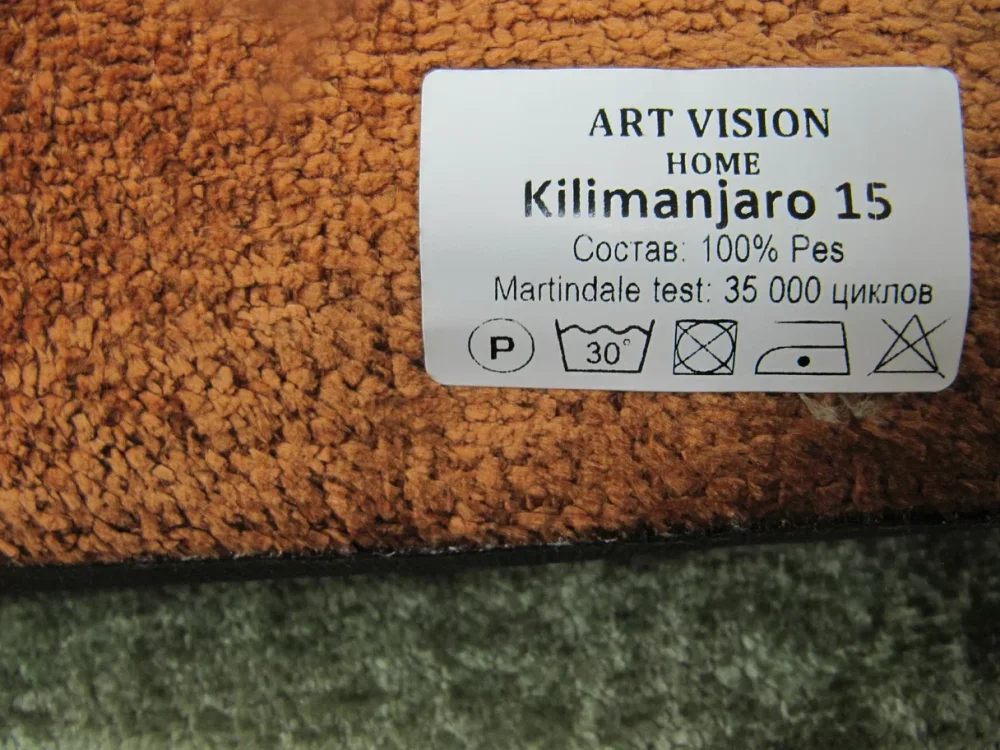 ART VISION
HOME
Kilimanjaro 15
Состав: 100% Pes
Martindale test: 35 000 циклов
P 30°